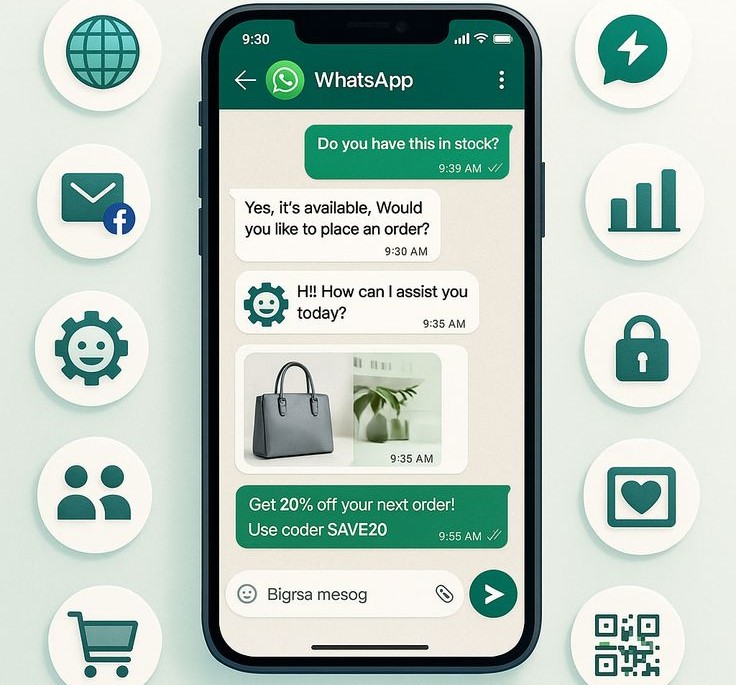 9:30
WhatsApp
Do you have this in stock?
9:39 AM
Yes, it's available, Would
you like to place an order?
9:30 AM
H!! How can I assist you
today?
9:35 AM
9:35 AM
Get 20% off your next order!
Use coder SAVE20
9:55 AM
Bigrsa mesog
f